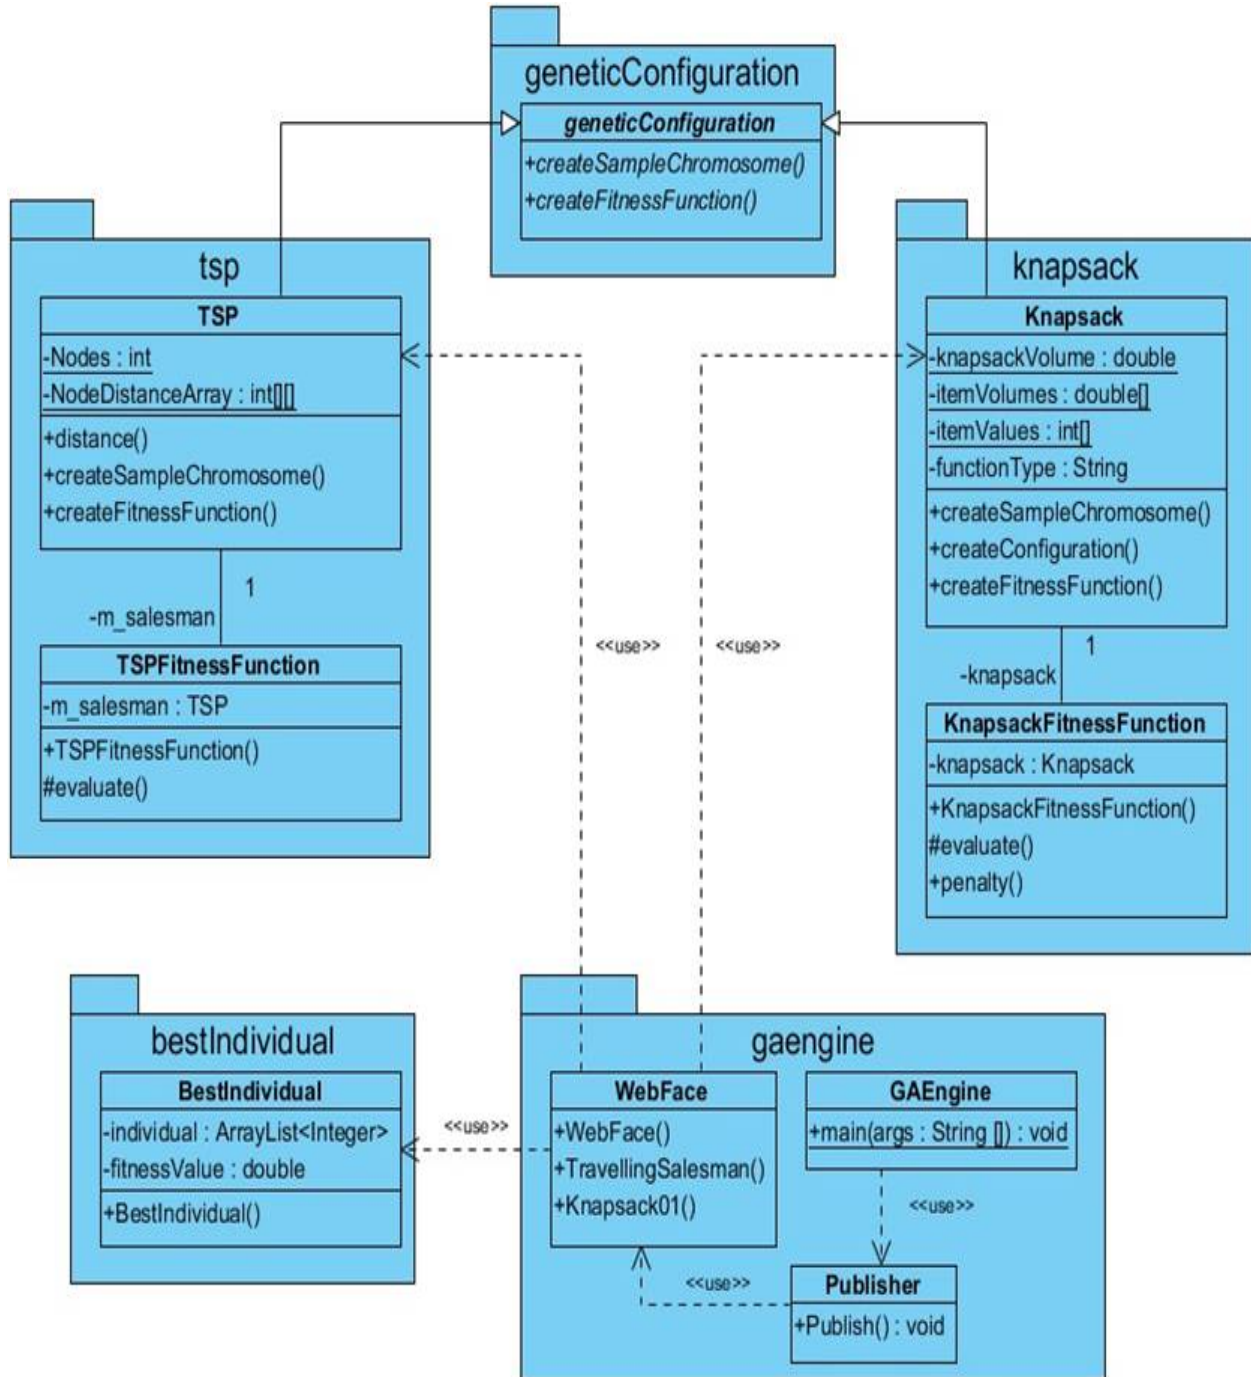 geneticConfiguration
geneticConfiguration
+createSampleChromosome()
+createFitnessFunction()
tsp
TSP
-Nodes : int
-NodeDistanceArray : int[][]
+distance()
+createSampleChromosome()
+createFitnessFunction()
1
-m_salesman
TSPFitnessFunction
-m_salesman : TSP
+TSPFitnessFunction()
#evaluate()
knapsack
Knapsack
-knapsackVolume : double
-itemVolumes : double[]
-itemValues : int[]
-functionType : String
+createSampleChromosome()
+createConfiguration()
+createFitnessFunction()
1
-knapsack
KnapsackFitnessFunction
-knapsack : Knapsack
+KnapsackFitnessFunction()
#evaluate()
+penalty()
<<use>>
<<use>>
bestIndividual
BestIndividual
-individual : ArrayList<Integer>
-fitnessValue : double
+BestIndividual()
<<use>>
gaengine
WebFace
+WebFace()
+TravellingSalesman()
+Knapsack01()
GAEngine
+main(args : String []) : void
<<use>>
<<use>>
Publisher
+Publish() : void